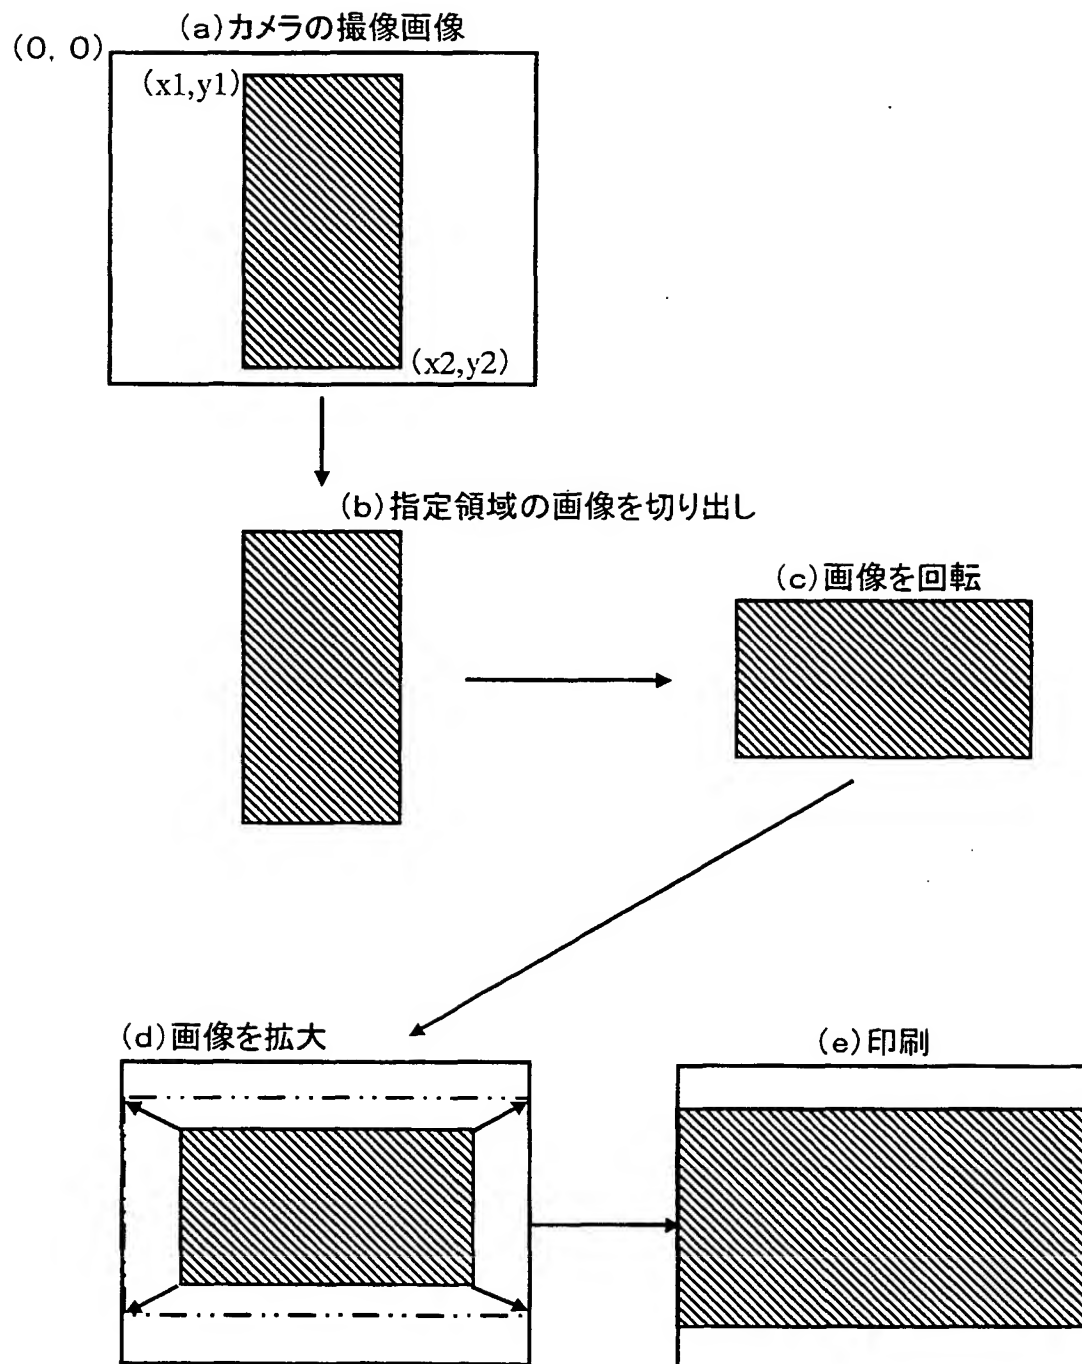 (a)カメラの撮像画像
(0, 0)
(x1,y1)
(x2,y2)
(b)指定領域の画像を切り出し
(c)画像を回転
(d)画像を拡大
(e)印刷